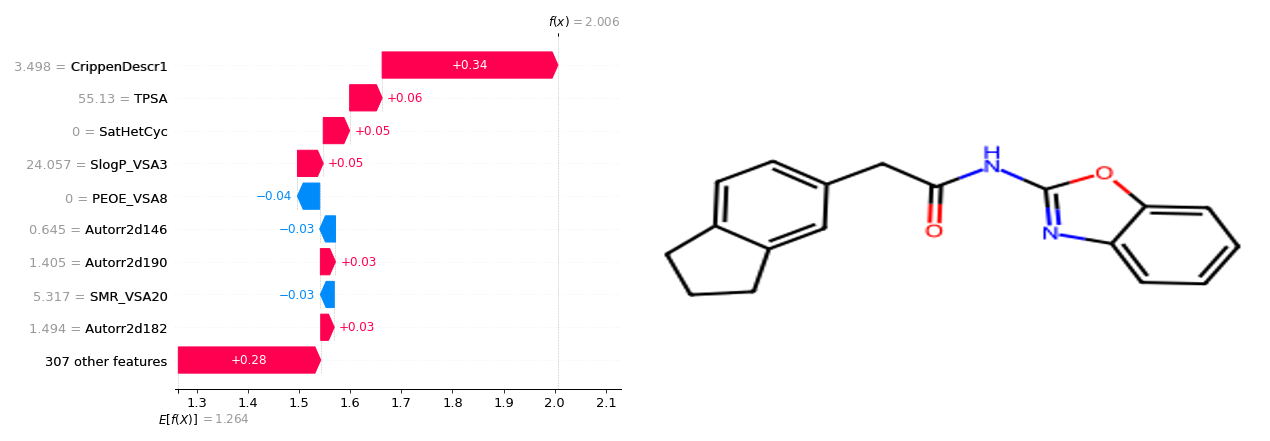 f(x) = 2.006
3.498 = CrippenDescr1
+0.34
55.13 = TPSA
+0.06
0 = SatHetCyc
+0.05
24.057 = SlogP_VSA3
+0.05
0 = PEOE_VSA8
−0.04
0.645 = Autorr2d146
−0.03
1.405 = Autorr2d190
+0.03
5.317 = SMR_VSA20
−0.03
1.494 = Autorr2d182
+0.03
307 other features
+0.28
1.3 1.4 1.5 1.6 1.7 1.8 1.9 2.0 2.1
E[f(X)] = 1.264
H
N
O
O
N